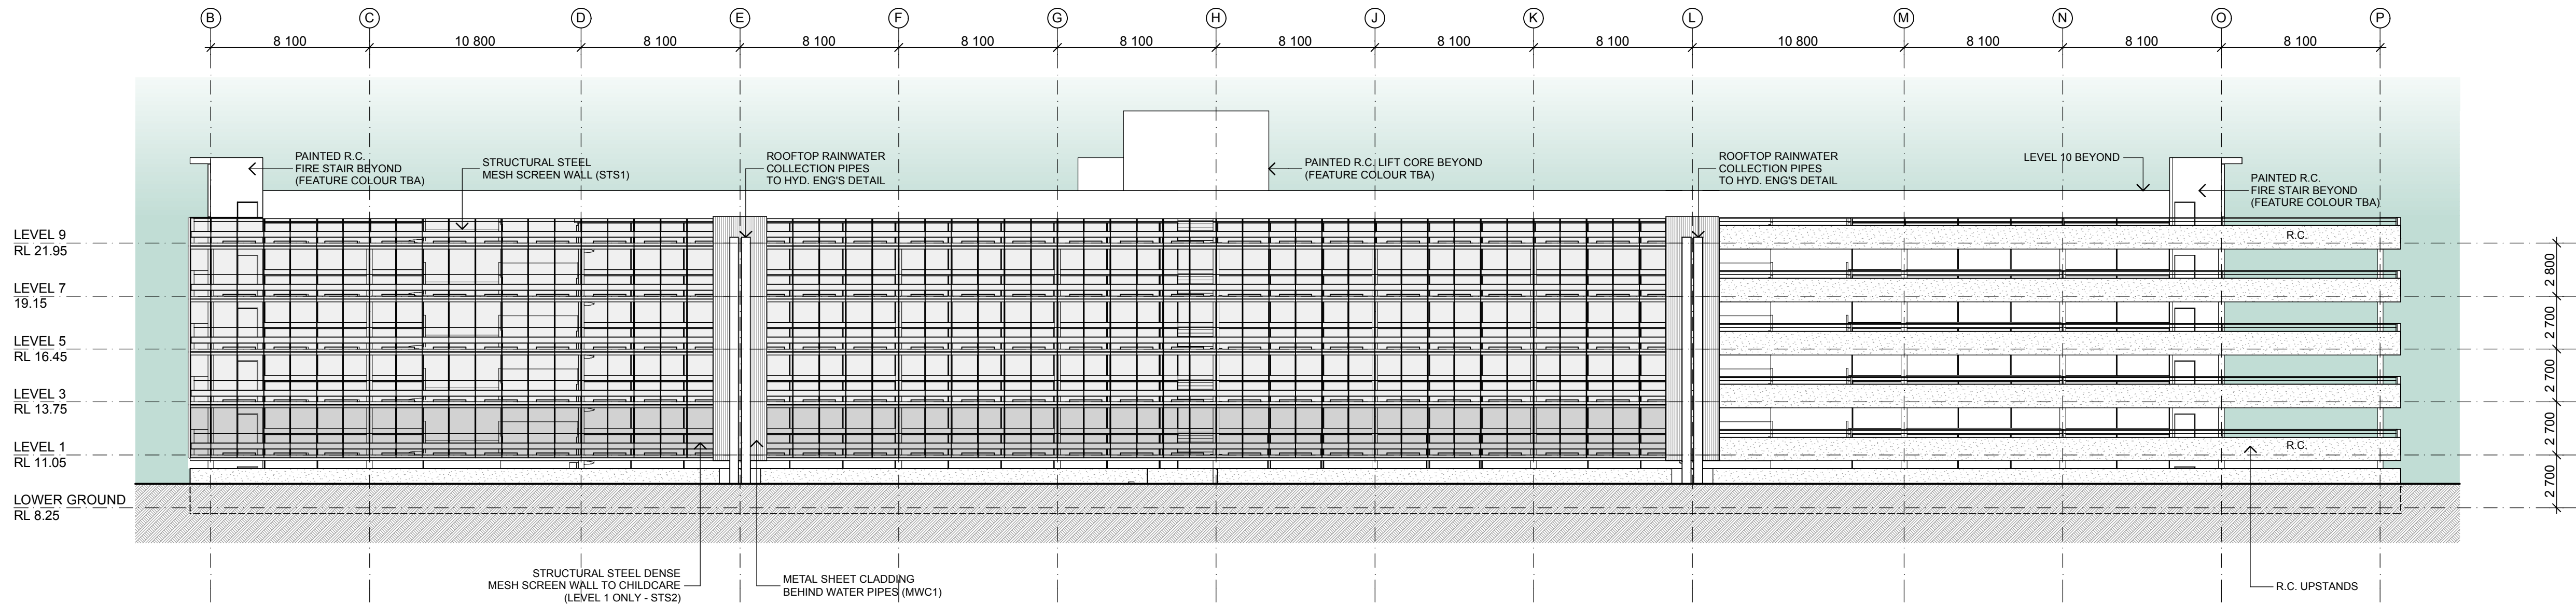 B C D E F G H J K L M N O P
8 100 10 800 8 100 8 100 8 100 8 100 8 100 8 100 8 100 10 800 8 100 8 100 8 100
PAINTED R.C.
FIRE STAIR BEYOND
(FEATURE COLOUR TBA)
STRUCTURAL STEEL
MESH SCREEN WALL (STS1)
ROOFTOP RAINWATER
COLLECTION PIPES
TO HYD. ENG'S DETAIL
PAINTED R.C. LIFT CORE BEYOND
(FEATURE COLOUR TBA)
ROOFTOP RAINWATER
COLLECTION PIPES
TO HYD. ENG'S DETAIL
LEVEL 10 BEYOND
PAINTED R.C.
FIRE STAIR BEYOND
(FEATURE COLOUR TBA)
LEVEL 9
RL 21.95
LEVEL 7
19.15
LEVEL 5
RL 16.45
LEVEL 3
RL 13.75
LEVEL 1
RL 11.05
LOWER GROUND
RL 8.25
R.C.
R.C.
2 800
2 700
2 700
2 700
2 700
STRUCTURAL STEEL DENSE
MESH SCREEN WALL TO CHILDCARE
(LEVEL 1 ONLY - STS2)
METAL SHEET CLADDING
BEHIND WATER PIPES (MWC1)
R.C. UPSTANDS